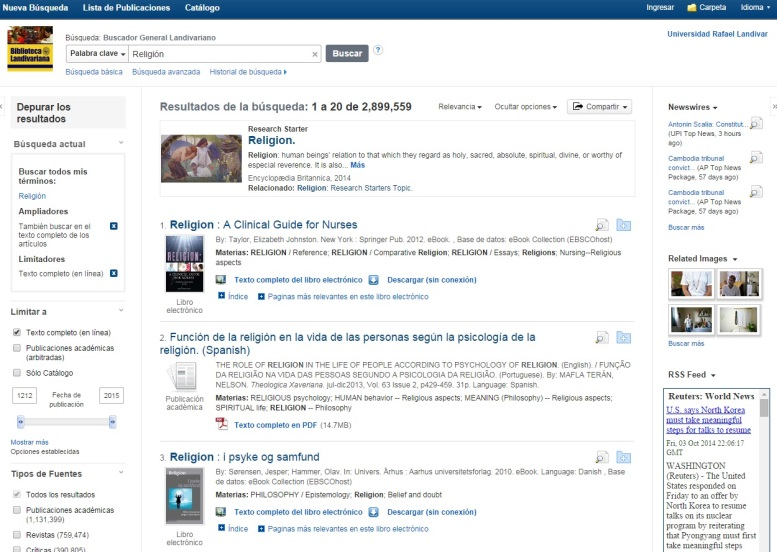 Nueva Búsqueda Lista de Publicaciones Catálogo Ingresar Carpeta Idioma
Biblioteca
Landivariana
Búsqueda: Buscador General Landivariano
Palabra clave Religión × Buscar ?
Búsqueda básica Búsqueda avanzada Historial de búsqueda
Universidad Rafael Landívar
Depurar los
resultados
Búsqueda actual
Buscar todos mis
términos:
Religión
Ampliadores
También buscar en el
texto completo de los
artículos
Limitadores
Texto completo (en línea)
Limitar a
Texto completo (en línea)
Publicaciones académicas
(arbitradas)
Sólo Catálogo
1212 Fecha de
publicación 2015
Mostrar más
Opciones establecidas
Tipos de Fuentes
Todos los resultados
Publicaciones académicas
(1,131,399)
Revistas (759,474)
Críticas (390,805)
Resultados de la búsqueda: 1 a 20 de 2,899,559
Relevancia Ocultar opciones Compartir
Research Starter
Religion.
Religion: human beings' relation to that which they regard as holy, sacred, absolute, spiritual, divine, or worthy of
especial reverence. It is also... Más
Encyclopædia Britannica, 2014
Relacionado: Religion: Research Starters Topic.
1. Religion : A Clinical Guide for Nurses
By: Taylor, Elizabeth Johnston. New York : Springer Pub. 2012. eBook. , Base de datos: eBook Collection (EBSCOhost)
Materias: RELIGION / Reference; RELIGION / Comparative Religion; RELIGION / Essays; Religions; Nursing--Religious
aspects
RELIGION:
Libro
electrónico
Texto completo del libro electrónico Descargar (sin conexión)
Índice Paginas más relevantes en este libro electrónico
2. Función de la religión en la vida de las personas según la psicología de la
religión. (Spanish)
THE ROLE OF RELIGION IN THE LIFE OF PEOPLE ACCORDING TO PSYCHOLOGY OF RELIGION. (English). / FUNÇÃO
DA RELIGIÃO NA VIDA DAS PESSOAS SEGUNDO A PSICOLOGIA DA RELIGIÃO. (Portuguese). By: MAFLA TERÁN,
NELSON. Theologica Xaveriana. jul-dic2013, Vol. 63 Issue 2, p429-459. 31p. Language: Spanish.
Publicación
académica
Materias: RELIGIOUS psychology; HUMAN behavior -- Religious aspects; MEANING (Philosophy) -- Religious aspects;
SPIRITUAL life; RELIGION -- Philosophy
Texto completo en PDF (14.7MB)
3. Religion : i psyke og samfund
By: Sørensen, Jesper; Hammer, Olav. In: Univers. Århus : Aarhus universitetsforlag. 2010. eBook. Language: Danish , Base
de datos: eBook Collection (EBSCOhost)
Religion
Materias: PHILOSOPHY / Epistemology; Religion; Belief and doubt
Texto completo del libro electrónico Descargar (sin conexión)
Índice Paginas más relevantes en este libro electrónico
Libro
electrónico
Newswires
Antonin Scalia: Constitut...
(UPI Top News, 3 hours
ago)
Cambodia tribunal
convict... (AP Top News
Package, 57 days ago)
Cambodia tribunal
convict... (AP Top News
Package, 57 days ago)
Buscar más
Related Images
Buscar más
RSS Feed
Reuters: World News
U.S. says North Korea
must take meaningful
steps for talks to resume
Fri, 03 Oct 2014 22:06:17
GMT
WASHINGTON
(Reuters) - The United
States responded on
Friday to an offer by
North Korea to resume
talks on its nuclear
program by reiterating
that Pyongyang must first
take meaningful steps